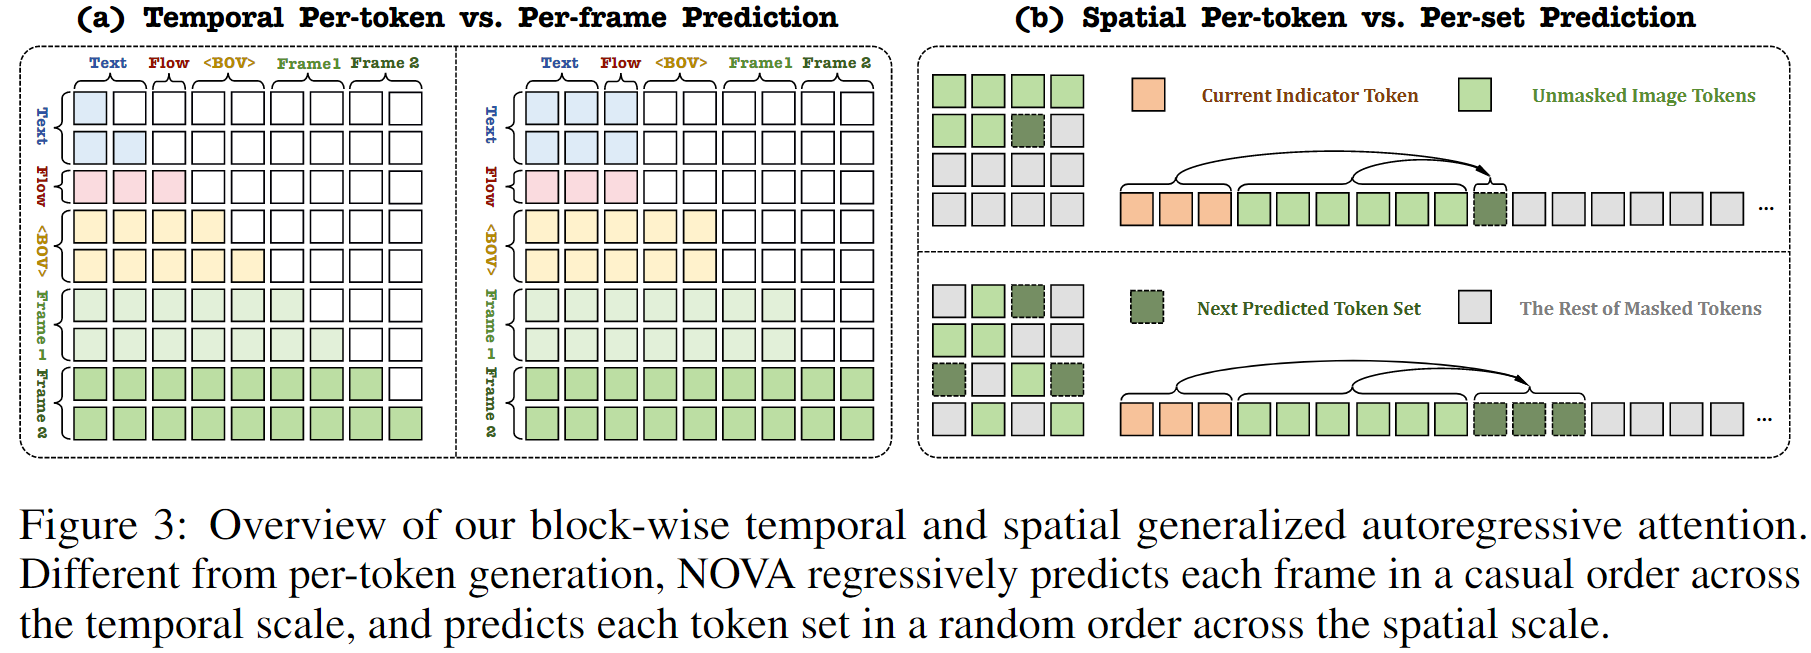 (a) Temporal Per-token vs. Per-frame Prediction
Text Flow <BOV> Frame1 Frame 2
Text
Flow
<BOV>
Frame 1
Frame 2
Text Flow <BOV> Frame1 Frame 2
Text
Flow
<BOV>
Frame 1
Frame 2
(b) Spatial Per-token vs. Per-set Prediction
Current Indicator Token
Unmasked Image Tokens
...
Next Predicted Token Set
The Rest of Masked Tokens
...
Figure 3: Overview of our block-wise temporal and spatial generalized autoregressive attention.
Different from per-token generation, NOVA regressively predicts each frame in a casual order across
the temporal scale, and predicts each token set in a random order across the spatial scale.